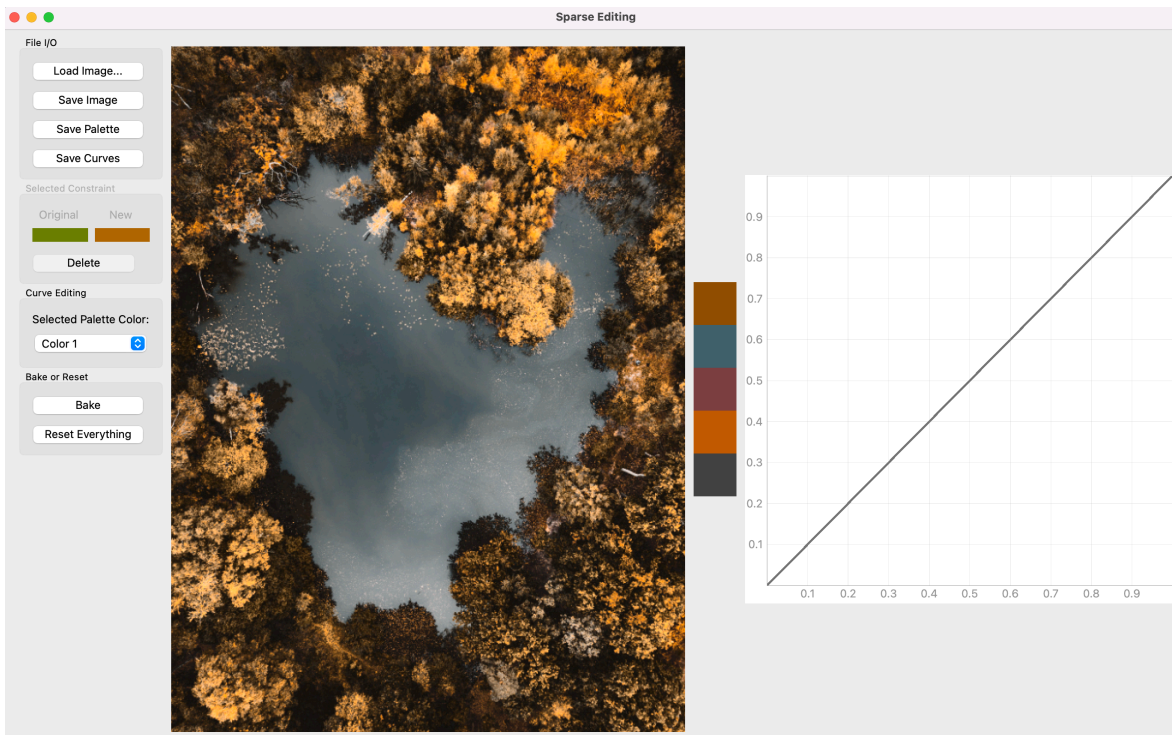 Sparse Editing
File I/O
Load Image...
Save Image
Save Palette
Save Curves
Selected Constraint
Original New
Delete
Curve Editing
Selected Palette Color:
Color 1
Bake or Reset
Bake
Reset Everything
0.9
0.8
0.7
0.6
0.5
0.4
0.3
0.2
0.1
0.1 0.2 0.3 0.4 0.5 0.6 0.7 0.8 0.9